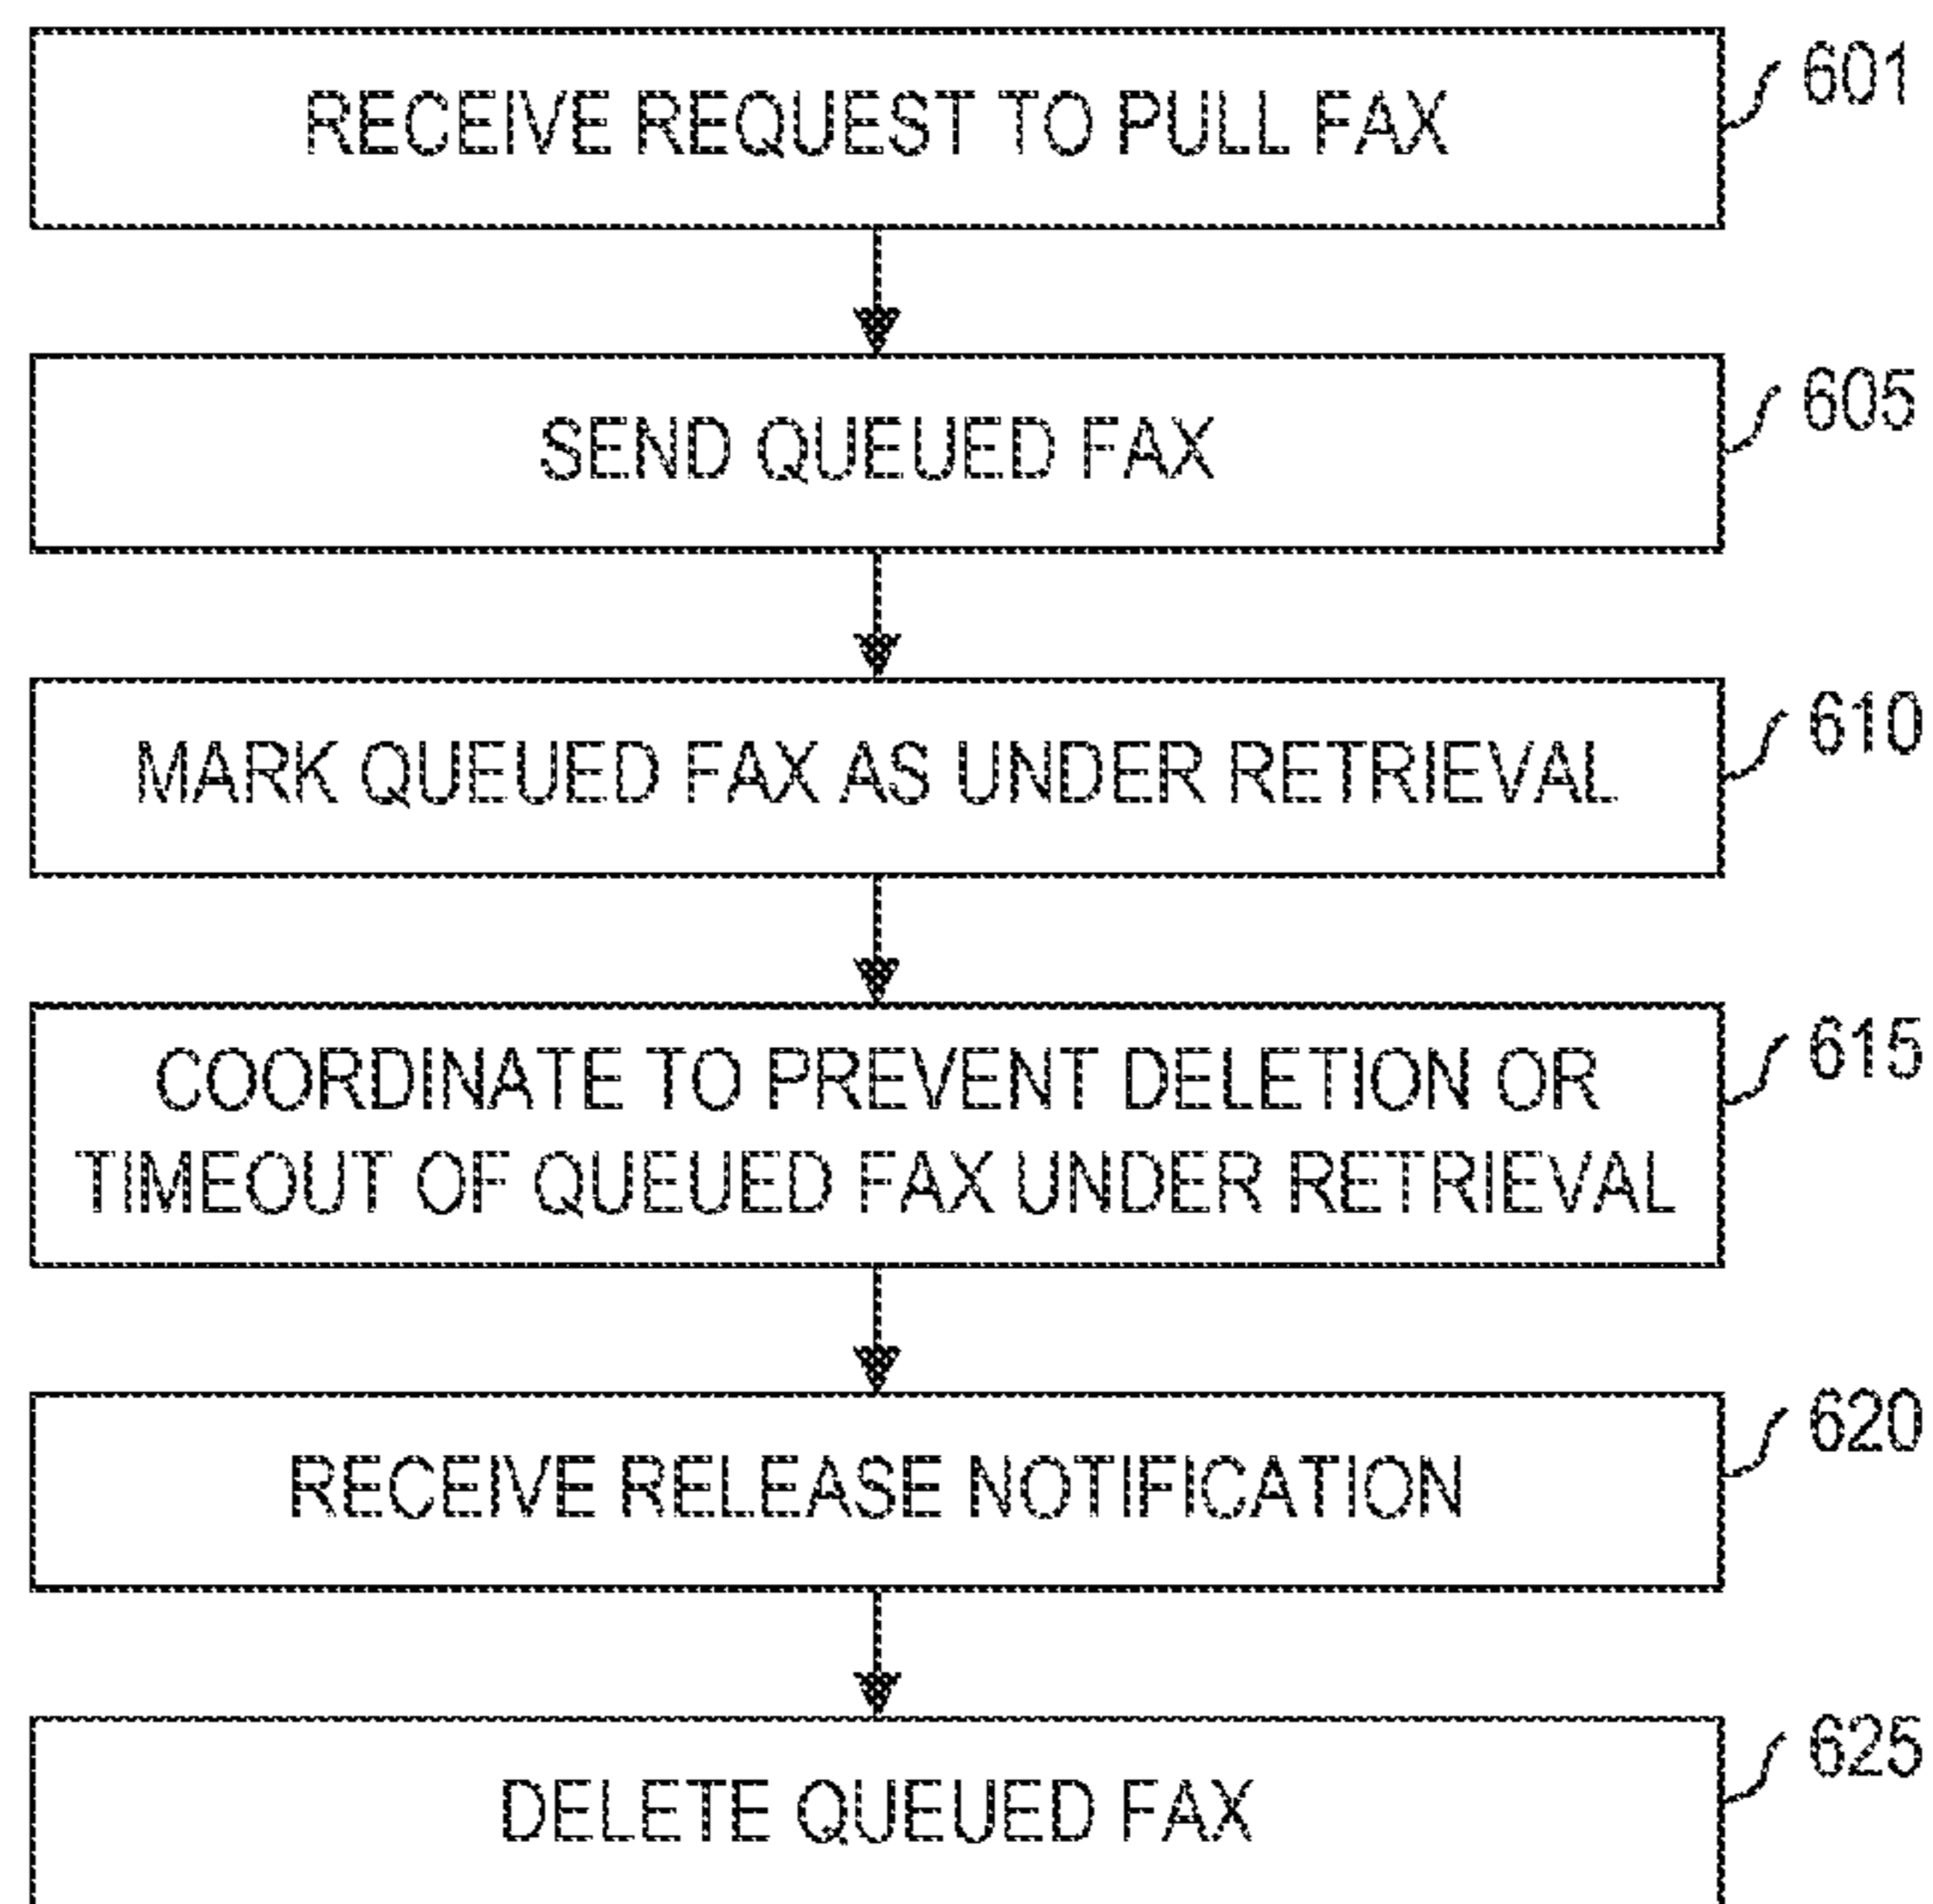 RECEIVE REQUEST TO PULL FAX
601
SEND QUEUED FAX
605
MARK QUEUED FAX AS UNDER RETRIEVAL
610
COORDINATE TO PREVENT DELETION OR
TIMEOUT OF QUEUED FAX UNDER RETRIEVAL
615
RECEIVE RELEASE NOTIFICATION
620
DELETE QUEUED FAX
625